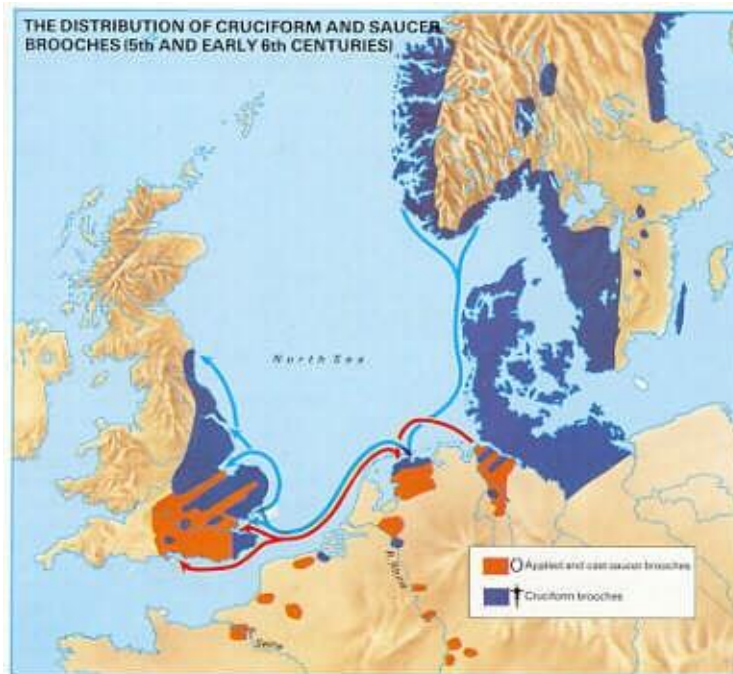 THE DISTRIBUTION OF CRUCIFORM AND SAUCER
BROOCHES (5th AND EARLY 6th CENTURIES)
North Sea
R. Rhine
Seine
Applied and cast saucer brooches
Cruciform brooches